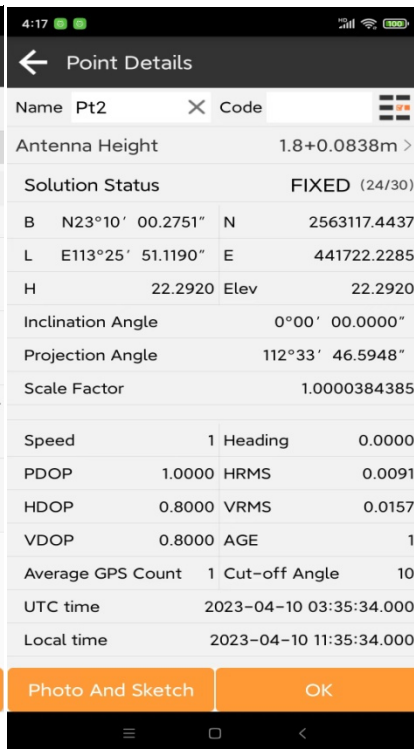 4:17 HD 100
Point Details
Name Pt2 Code
Antenna Height 1.8+0.0838m >
Solution Status FIXED (24/30)
B N23°10′ 00.2751″ N 2563117.4437
L E113°25′ 51.1190″ E 441722.2285
H 22.2920 Elev 22.2920
Inclination Angle 0°00′ 00.0000″
Projection Angle 112°33′ 46.5948″
Scale Factor 1.0000384385
Speed 1 Heading 0.0000
PDOP 1.0000 HRMS 0.0091
HDOP 0.8000 VRMS 0.0157
VDOP 0.8000 AGE 1
Average GPS Count 1 Cut-off Angle 10
UTC time 2023-04-10 03:35:34.000
Local time 2023-04-10 11:35:34.000
Photo And Sketch OK